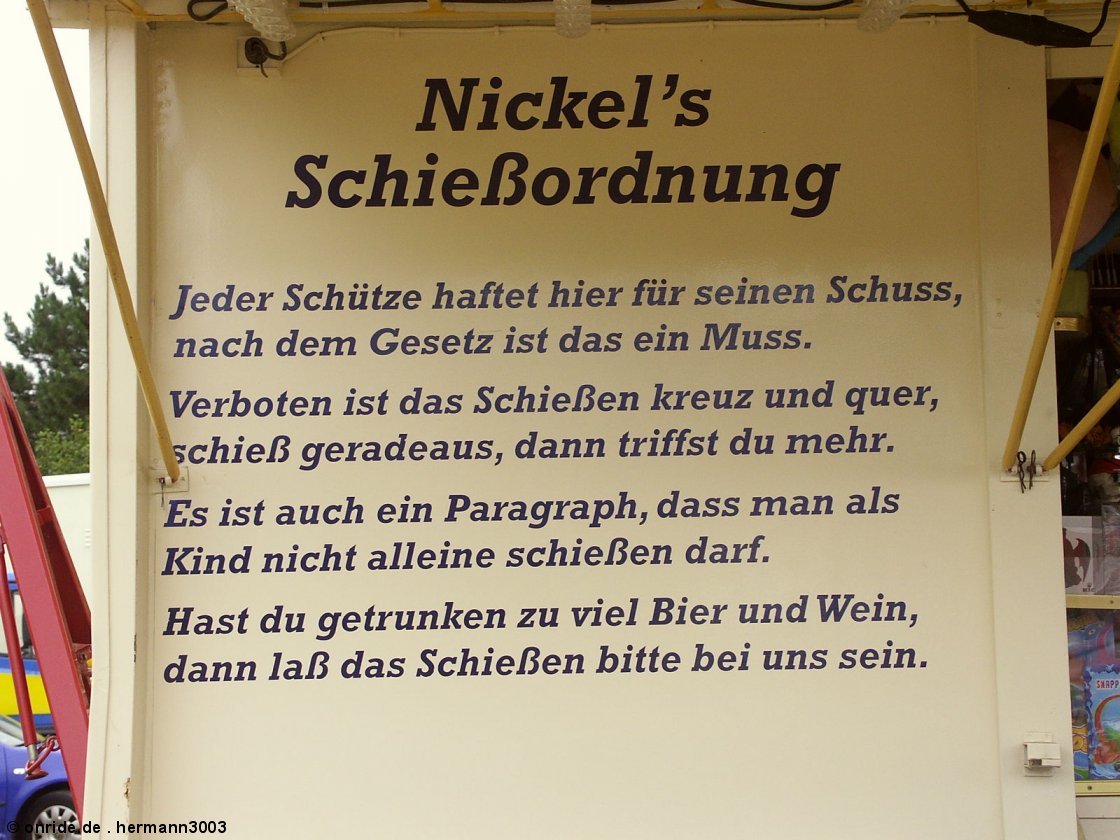 Nickel's
Schießordnung
Jeder Schütze haftet hier für seinen Schuss,
nach dem Gesetz ist das ein Muss.
Verboten ist das Schießen kreuz und quer,
schieß geradeaus, dann triffst du mehr.
Es ist auch ein Paragraph, dass man als
Kind nicht alleine schießen darf.
Hast du getrunken zu viel Bier und Wein,
dann laß das Schießen bitte bei uns sein.
SNAPP
© onride.de . hermann3003